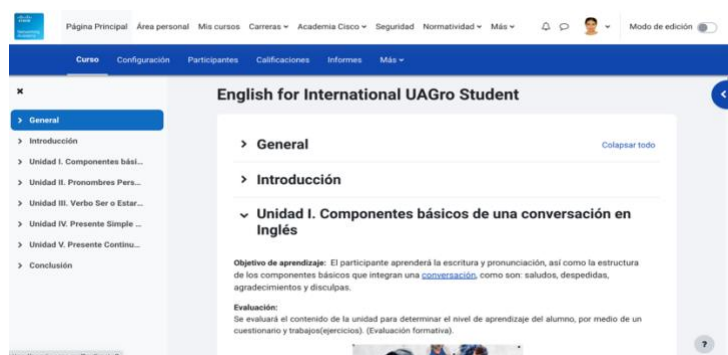 Página Principal Área personal Mis cursos Carreras Academia Cisco Seguridad Normatividad Más Modo de edición
Curso Configuración Participantes Calificaciones Informes Más
General
Introducción
Unidad I. Componentes bási...
Unidad II. Pronombres Pers...
Unidad III. Verbo Ser o Estar...
Unidad IV. Presente Simple ...
Unidad V. Presente Continu...
Conclusión
English for International UAGro Student
General Colapsar todo
Introducción
Unidad I. Componentes básicos de una conversación en
Inglés
Objetivo de aprendizaje: El participante aprenderá la escritura y pronunciación, así como la estructura
de los componentes básicos que integran una conversación, como son: saludos, despedidas,
agradecimientos y disculpas.
Evaluación:
Se evaluará el contenido de la unidad para determinar el nivel de aprendizaje del alumno, por medio de un
cuestionario y trabajos(ejercicios). (Evaluación formativa).
?